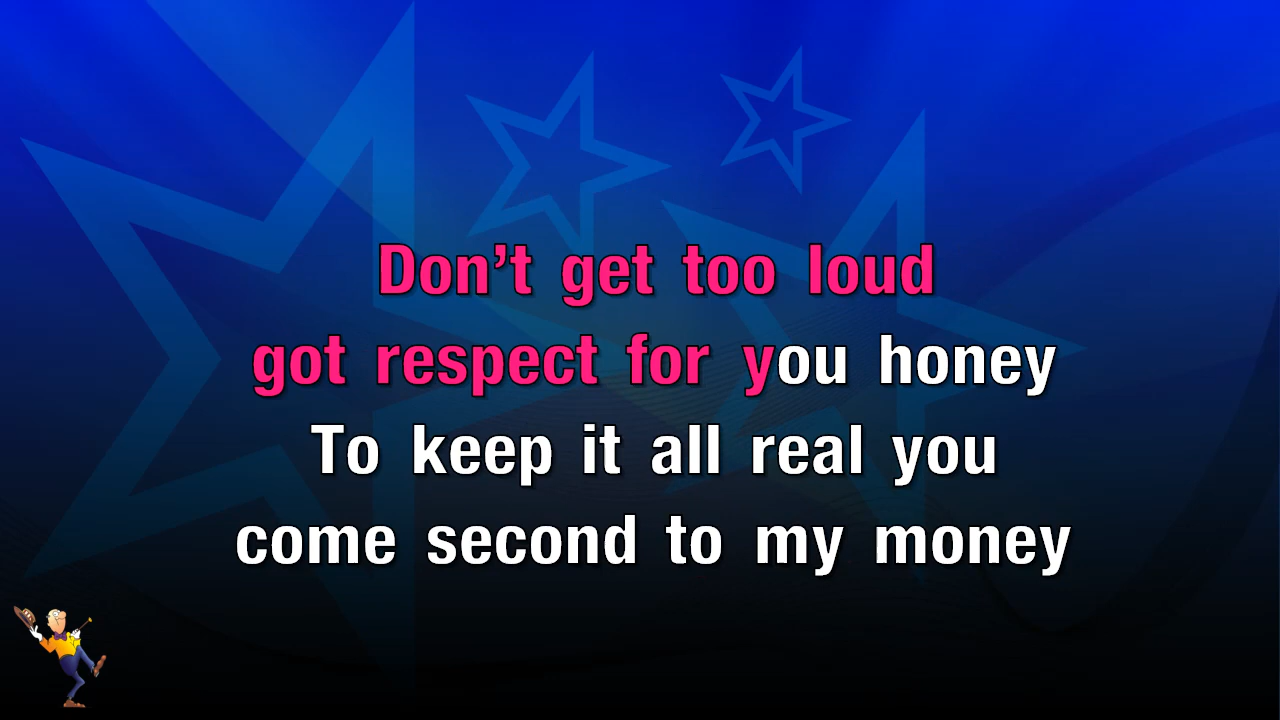 Don’t get too loud
got respect for you honey
To keep it all real you
come second to my money